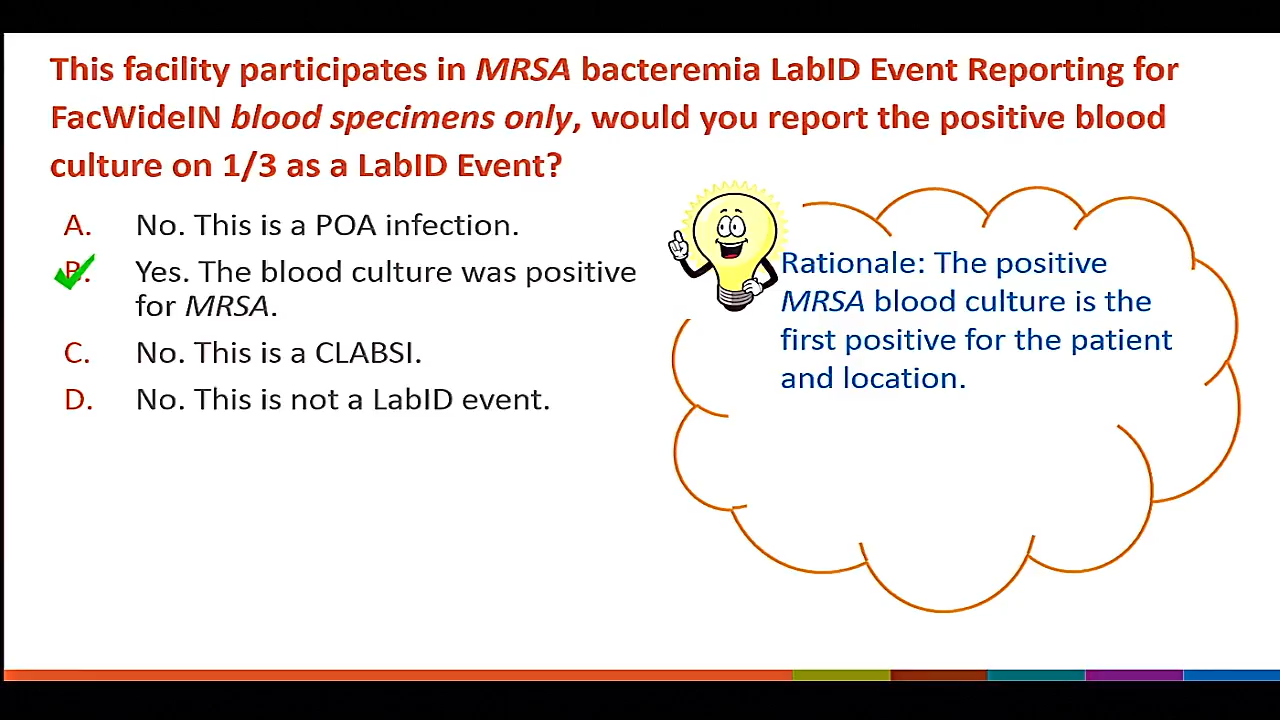 This facility participates in MRSA bacteremia LabID Event Reporting for
FacWideIN blood specimens only, would you report the positive blood
culture on 1/3 as a LabID Event?
A. No. This is a POA infection.
B. Yes. The blood culture was positive
for MRSA.
C. No. This is a CLABSI.
D. No. This is not a LabID event.
Rationale: The positive
MRSA blood culture is the
first positive for the patient
and location.